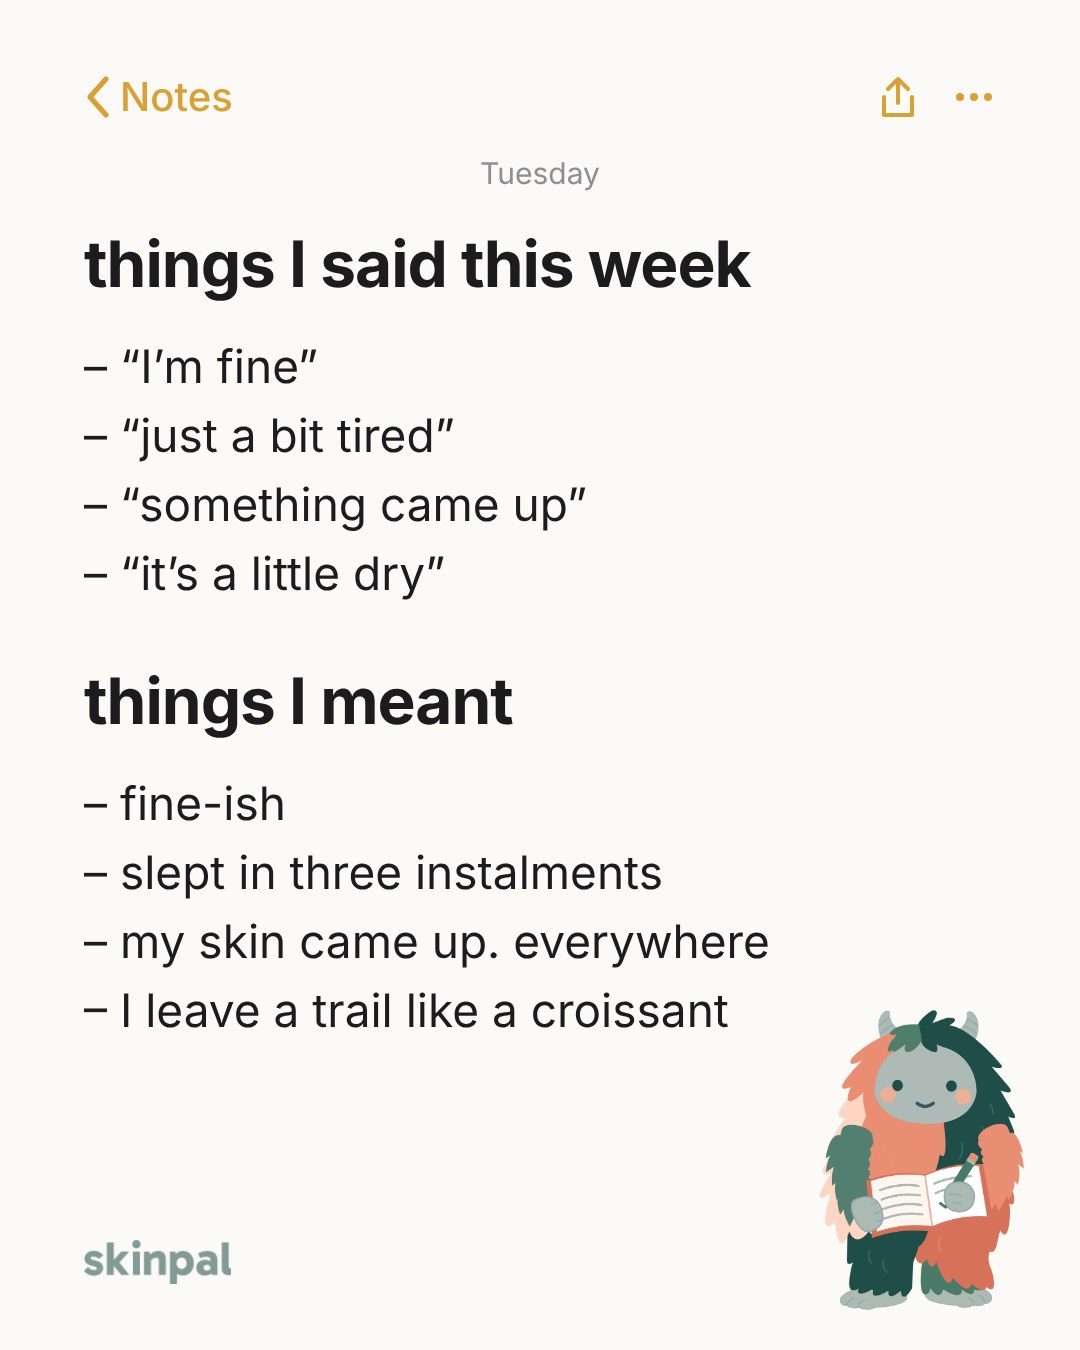 Notes
Tuesday
things I said this week
– “I’m fine”
– “just a bit tired”
– “something came up”
– “it’s a little dry”
things I meant
– fine-ish
– slept in three instalments
– my skin came up. everywhere
– I leave a trail like a croissant
skinpal